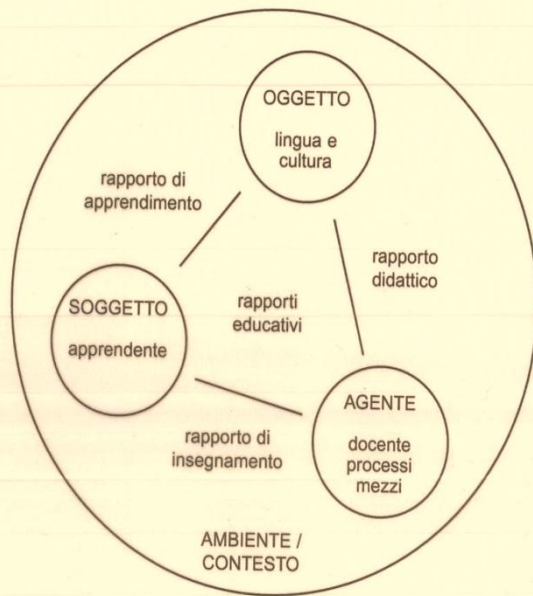 OGGETTO
lingua e
cultura
rapporto di
apprendimento
rapporto
didattico
SOGGETTO
apprendente
rapporti
educativi
AGENTE
docente
processi
mezzi
rapporto di
insegnamento
AMBIENTE /
CONTESTO